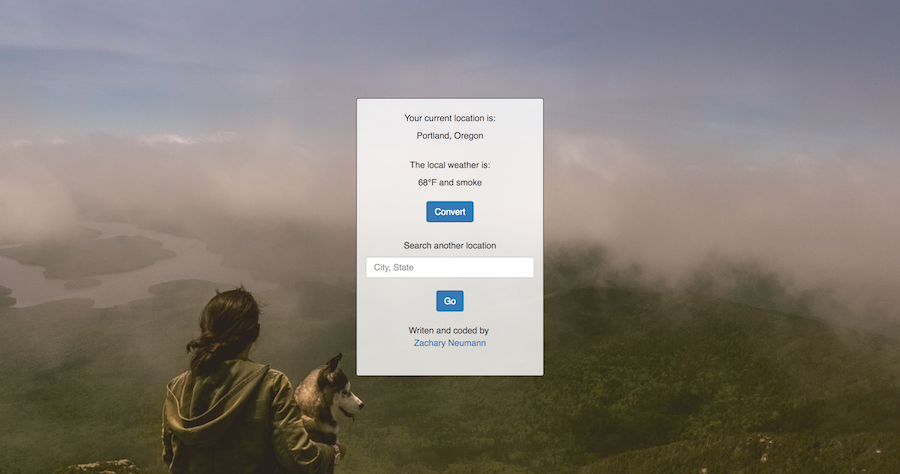 Your current location is:
Portland, Oregon
The local weather is:
68°F and smoke
Convert
Search another location
City, State
Go
Writen and coded by
Zachary Neumann